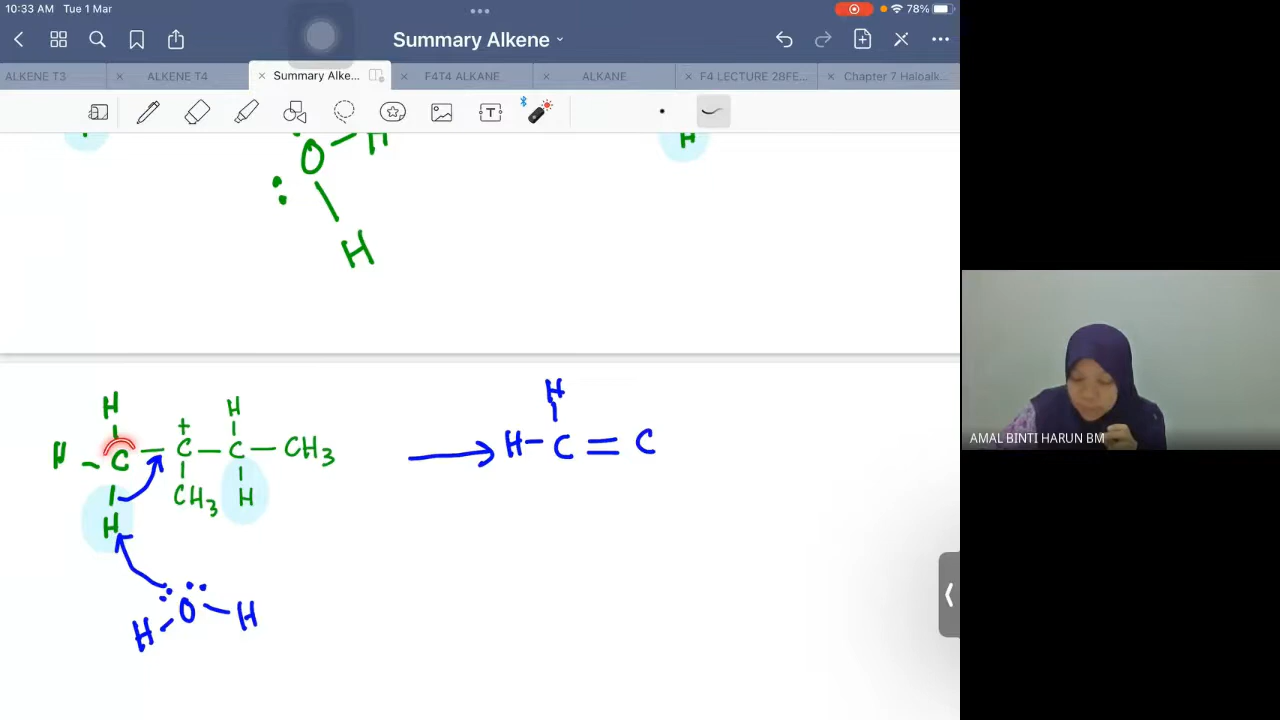 10:33 AM Tue 1 Mar
78%
Summary Alkene
ALKENE T3
ALKENE T4
Summary Alke...
F4T4 ALKANE
ALKANE
F4 LECTURE 28FE...
Chapter 7 Haloalk...
T
O – H
H
H
H H H
+
H – C – C – C – CH3
CH3 H
H
H – O – H
H
H – C = C
AMAL BINTI HARUN BM